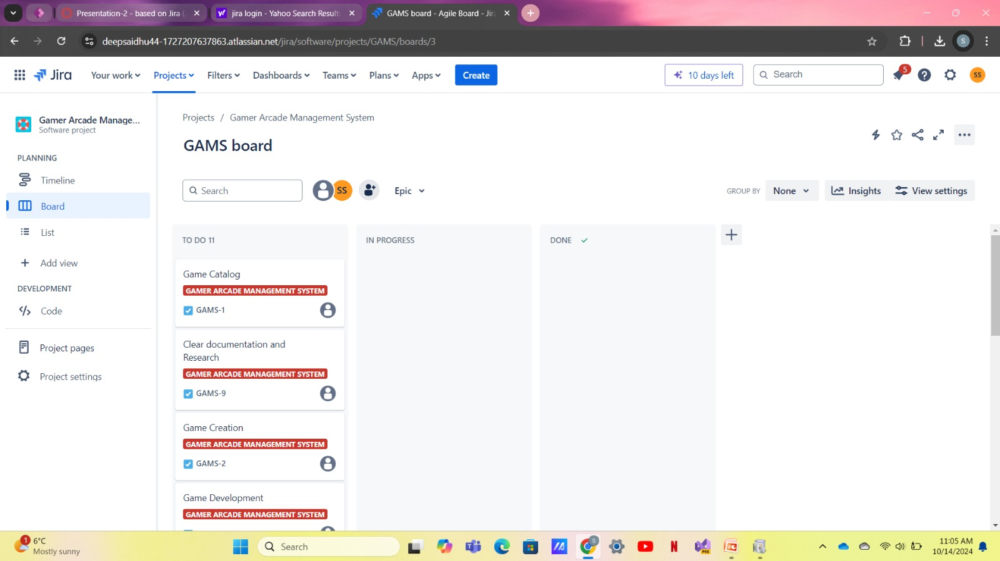 Presentation-2 - based on Jira (
jira login - Yahoo Search Results
GAMS board - Agile Board - Jira
deepsaidhu44-1727207637863.atlassian.net/jira/software/projects/GAMS/boards/3
S
Jira
Your work
Projects
Filters
Dashboards
Teams
Plans
Apps
Create
10 days left
Search
5
SS
Gamer Arcade Manage...
Software project
PLANNING
Timeline
Board
List
Add view
DEVELOPMENT
Code
Project pages
Project settings
Projects / Gamer Arcade Management System
GAMS board
Search
SS
Epic
GROUP BY
None
Insights
View settings
TO DO 11
IN PROGRESS
DONE
Game Catalog
GAMER ARCADE MANAGEMENT SYSTEM
GAMS-1
Clear documentation and
Research
GAMER ARCADE MANAGEMENT SYSTEM
GAMS-9
Game Creation
GAMER ARCADE MANAGEMENT SYSTEM
GAMS-2
Game Development
GAMER ARCADE MANAGEMENT SYSTEM
1
6°C
Mostly sunny
Search
S
N
PRE
11:05 AM
10/14/2024